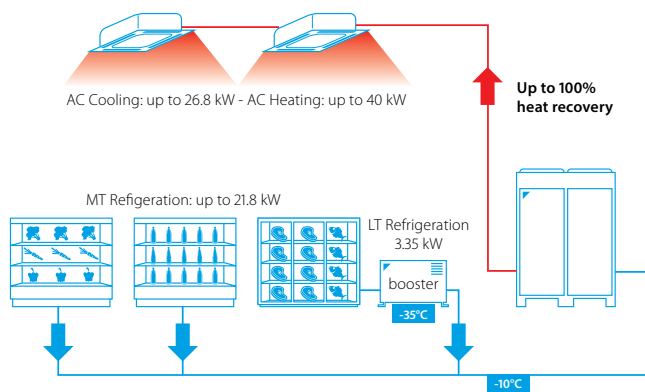 AC Cooling: up to 26.8 kW - AC Heating: up to 40 kW
Up to 100%
heat recovery
MT Refigeration: up to 21.8 kW
LT Refrigeration
3.35 kW
booster
-35°C
-10°C